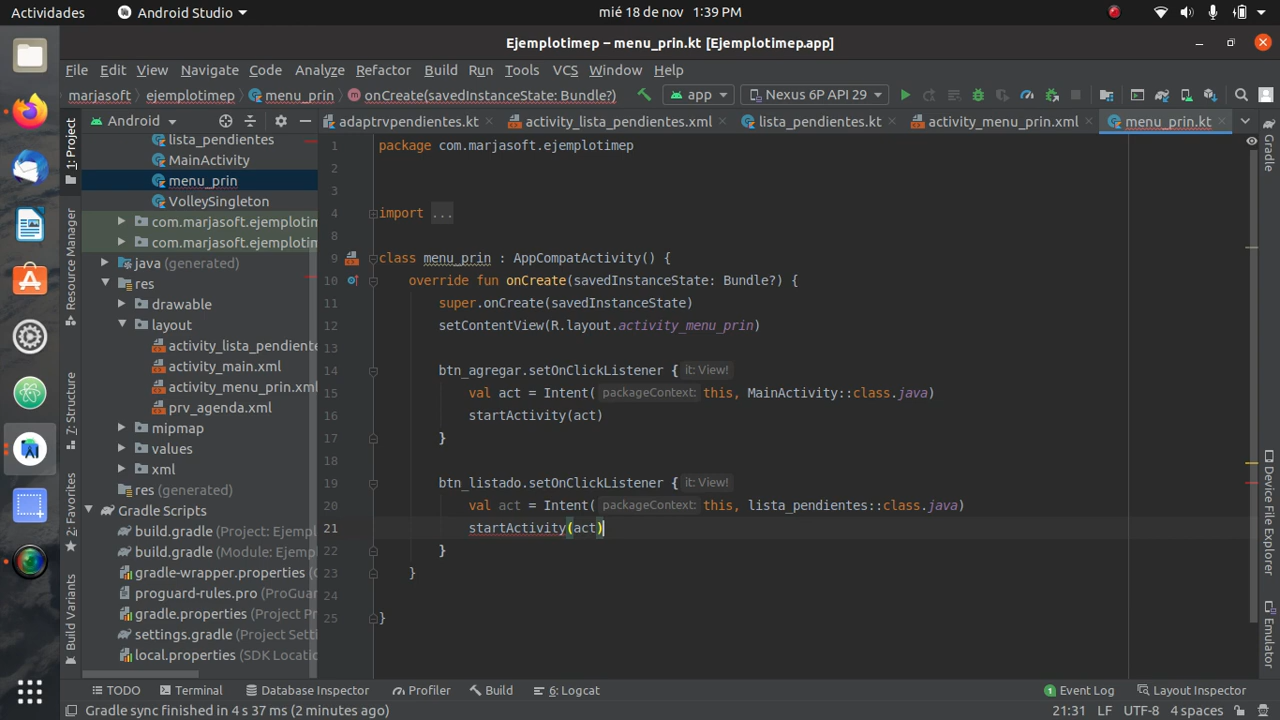 Actividades
Android Studio
mié 18 de nov 1:39 PM
Ejemplotimep – menu_prin.kt [Ejemplotimep.app]
File Edit View Navigate Code Analyze Refactor Build Run Tools VCS Window Help
marjasoft ejemplotimep menu_prin onCreate(savedInstanceState: Bundle?) app Nexus 6P API 29
Android
adaptrvpendientes.kt activity_lista_pendientes.xml lista_pendientes.kt activity_menu_prin.xml menu_prin.kt
1: Project
Resource Manager
7: Structure
2: Favorites
Build Variants
lista_pendientes
MainActivity
menu_prin
VolleySingleton
com.marjasoft.ejemplotim
com.marjasoft.ejemplotim
java (generated)
res
drawable
layout
activity_lista_pendiente
activity_main.xml
activity_menu_prin.xml
prv_agenda.xml
mipmap
values
xml
res (generated)
Gradle Scripts
build.gradle (Project: Ejempl
build.gradle (Module: Ejemp
gradle-wrapper.properties
proguard-rules.pro (ProGua
gradle.properties (Project Pr
settings.gradle (Project Setti
local.properties (SDK Locatio
1 package com.marjasoft.ejemplotimep
2
3
4 import ...
8
9 class menu_prin : AppCompatActivity() {
10 override fun onCreate(savedInstanceState: Bundle?) {
11 super.onCreate(savedInstanceState)
12 setContentView(R.layout.activity_menu_prin)
13
14 btn_agregar.setOnClickListener { it: View!
15 val act = Intent( packageContext: this, MainActivity::class.java)
16 startActivity(act)
17 }
18
19 btn_listado.setOnClickListener { it: View!
20 val act = Intent( packageContext: this, lista_pendientes::class.java)
21 startActivity(act)
22 }
23 }
24
25 }
Gradle
Device File Explorer
Emulator
TODO Terminal Database Inspector Profiler Build 6: Logcat 1 Event Log Layout Inspector
Gradle sync finished in 4 s 37 ms (2 minutes ago) 21:31 LF UTF-8 4 spaces